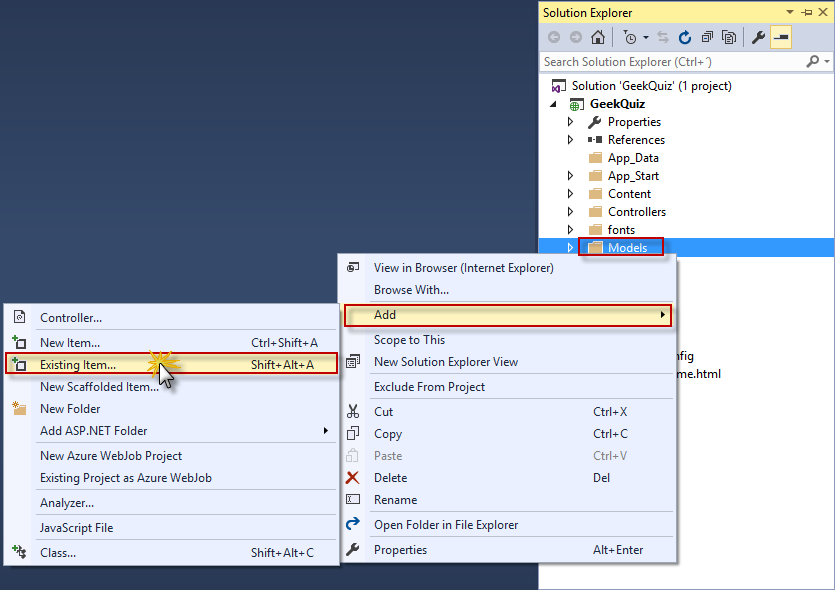 Solution Explorer
Search Solution Explorer (Ctrl+´)
Solution 'GeekQuiz' (1 project)
GeekQuiz
Properties
References
App_Data
App_Start
Content
Controllers
fonts
Models
nfig
me.html
View in Browser (Internet Explorer)
Browse With...
Add
Scope to This
New Solution Explorer View
Exclude From Project
Cut Ctrl+X
Copy Ctrl+C
Paste Ctrl+V
Delete Del
Rename
Open Folder in File Explorer
Properties Alt+Enter
Controller...
New Item... Ctrl+Shift+A
Existing Item... Shift+Alt+A
New Scaffolded Item...
New Folder
Add ASP.NET Folder
New Azure WebJob Project
Existing Project as Azure WebJob
Analyzer...
JavaScript File
Class... Shift+Alt+C